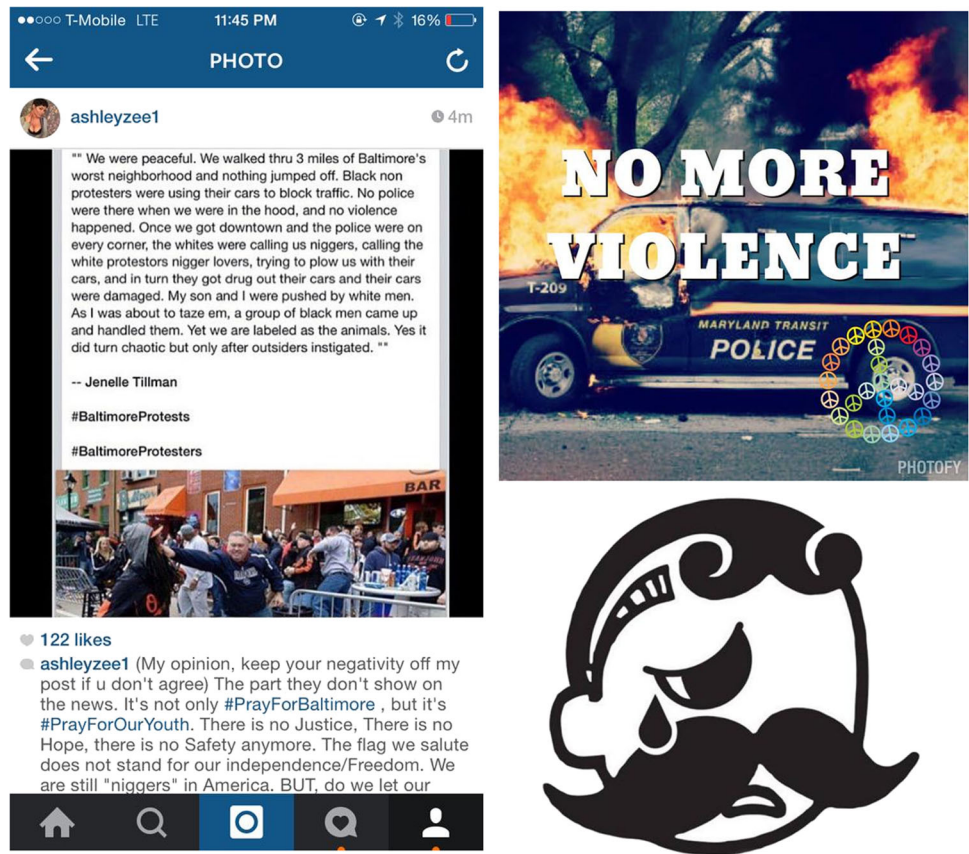 T-Mobile LTE 11:45 PM 16%
PHOTO
ashleyzee1 4m
"" We were peaceful. We walked thru 3 miles of Baltimore's
worst neighborhood and nothing jumped off. Black non
protesters were using their cars to block traffic. No police
were there when we were in the hood, and no violence
happened. Once we got downtown and the police were on
every corner, the whites were calling us niggers, calling the
white protestors nigger lovers, trying to plow us with their
cars, and in turn they got drug out their cars and their cars
were damaged. My son and I were pushed by white men.
As I was about to taze em, a group of black men came up
and handled them. Yet we are labeled as the animals. Yes it
did turn chaotic but only after outsiders instigated. ""
-- Jenelle Tillman
#BaltimoreProtests
#BaltimoreProtesters
BAR
122 likes
ashleyzee1 (My opinion, keep your negativity off my
post if u don't agree) The part they don't show on
the news. It's not only #PrayForBaltimore , but it's
#PrayForOurYouth. There is no Justice, There is no
Hope, there is no Safety anymore. The flag we salute
does not stand for our independence/Freedom. We
are still "niggers" in America. BUT, do we let our
NO MORE
VIOLENCE
T-209
MARYLAND TRANSIT
POLICE
PHOTOFY